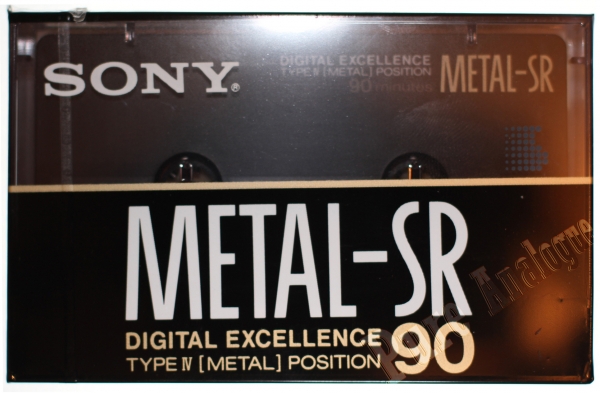 SONY®
DIGITAL EXCELLENCE
TYPE IV [METAL] POSITION
90 minutes
METAL-SR
METAL-SR
DIGITAL EXCELLENCE
TYPE IV [METAL] POSITION
90
Pure Analogue